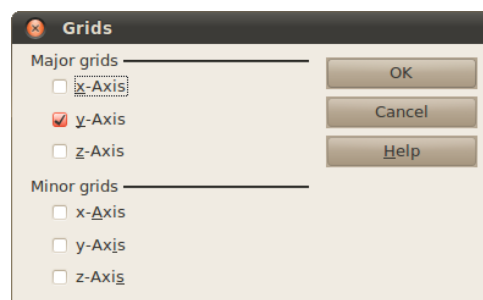 Grids
Major grids
x-Axis
y-Axis
z-Axis
OK
Cancel
Help
Minor grids
x-Axis
y-Axis
z-Axis